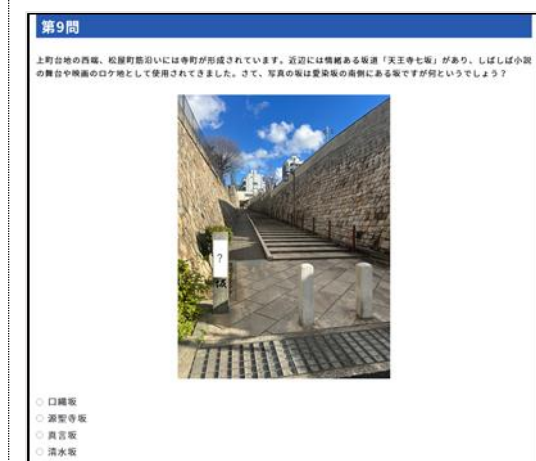 第9問
上町台地の西端、松屋町筋沿いには寺町が形成されています。近辺には情緒ある坂道「天王寺七坂」があり、しばしば小説
の舞台や映画のロケ地として使用されてきました。さて、写真の坂は愛染坂の南側にある坂ですが何というでしょう?
?
坂
口縄坂
源聖寺坂
真言坂
清水坂